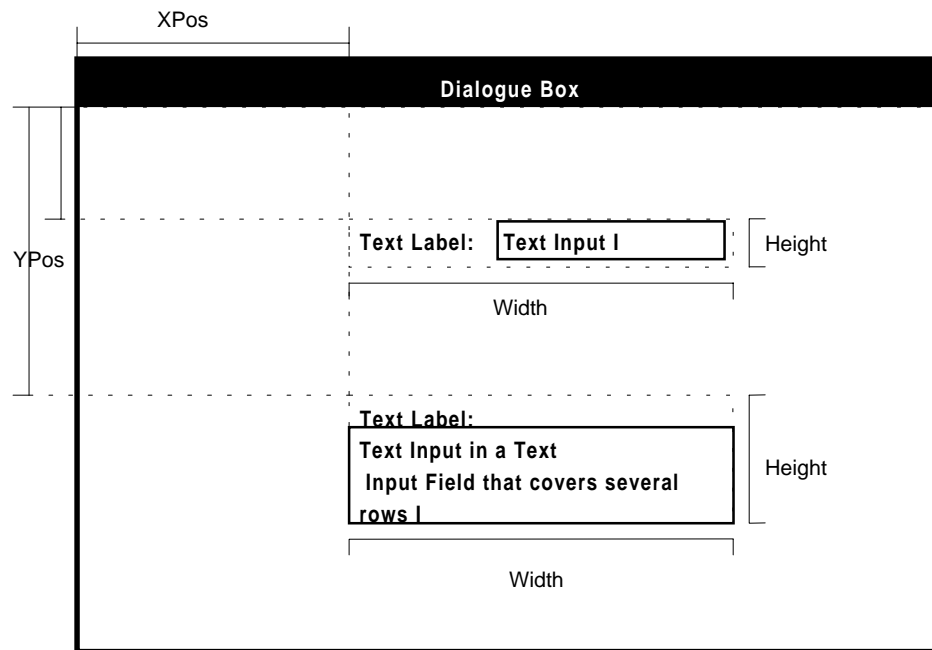 XPos
Dialogue Box
Text Label: Text Input I
Height
YPos
Width
Text Label:
Text Input in a Text
Input Field that covers several
rows I
Height
Width